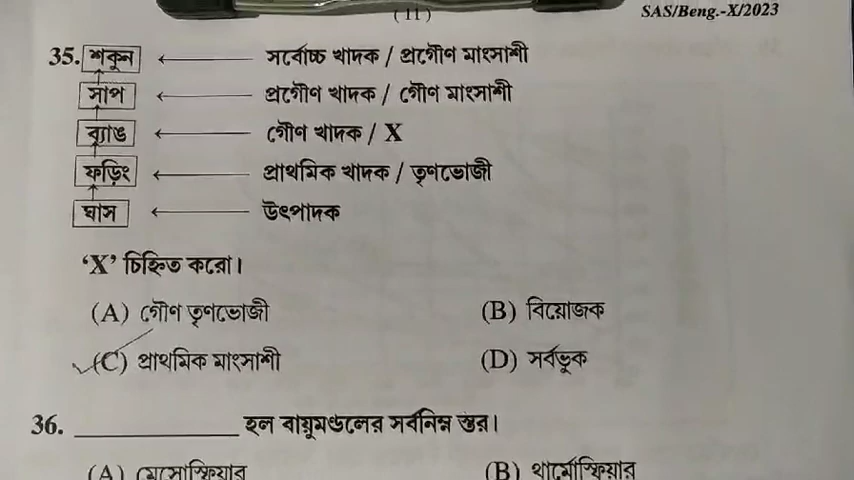 (11) SAS/Beng.-X/2023
35. শকুন ← সর্বোচ্চ খাদক / প্রগৌণ মাংসাশী
সাপ ← প্রগৌণ খাদক / গৌণ মাংসাশী
ব্যাঙ ← গৌণ খাদক / X
ফড়িং ← প্রাথমিক খাদক / তৃণভোজী
ঘাস ← উৎপাদক
‘X’ চিহ্নিত করো।
(A) গৌণ তৃণভোজী (B) বিয়োজক
(C) প্রাথমিক মাংসাশী (D) সর্বভূক
36. ____________ হল বায়ুমণ্ডলের সর্বনিম্ন স্তর।
(A) মেসোস্ফিয়ার (B) থার্মোস্ফিয়ার